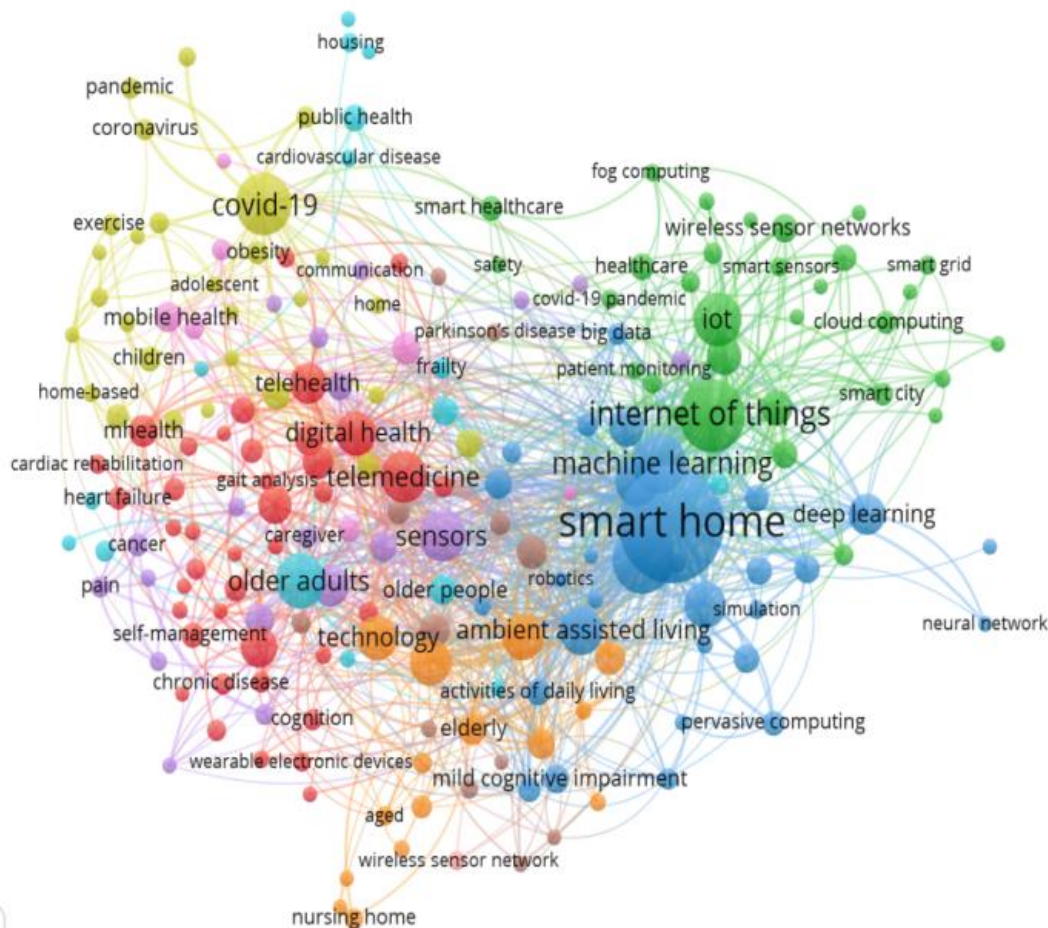 housing
pandemic
public health
coronavirus
cardiovascular disease
fog computing
covid-19
smart healthcare
exercise
wireless sensor networks
obesity
communication
safety
healthcare
smart sensors
smart grid
adolescent
home
covid-19 pandemic
mobile health
parkinson's disease
big data
iot
cloud computing
children
frailty
patient monitoring
home-based
telehealth
smart city
mhealth
digital health
internet of things
cardiac rehabilitation
gait analysis
telemedicine
machine learning
heart failure
smart home
deep learning
cancer
caregiver
sensors
pain
older adults
older people
robotics
simulation
neural network
self-management
technology
ambient assisted living
chronic disease
activities of daily living
cognition
elderly
pervasive computing
wearable electronic devices
mild cognitive impairment
aged
wireless sensor network
nursing home